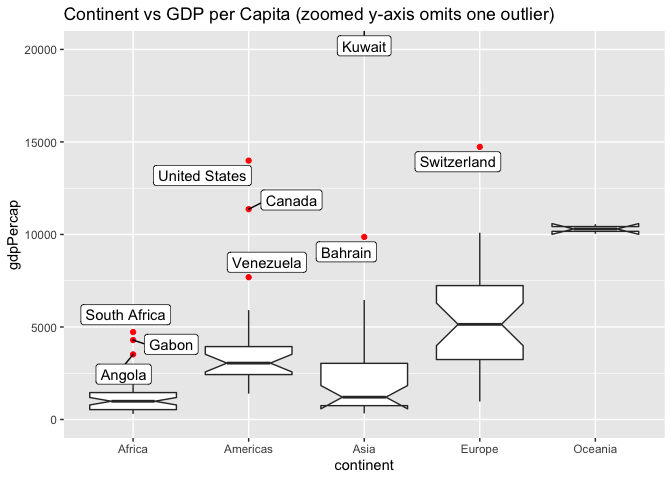 Continent vs GDP per Capita (zoomed y-axis omits one outlier)
20000
Kuwait
15000
Switzerland
United States
Canada
10000
Bahrain
Venezuela
5000
South Africa
Gabon
Angola
0
Africa
Americas
Asia
Europe
Oceania
continent
gdpPercap